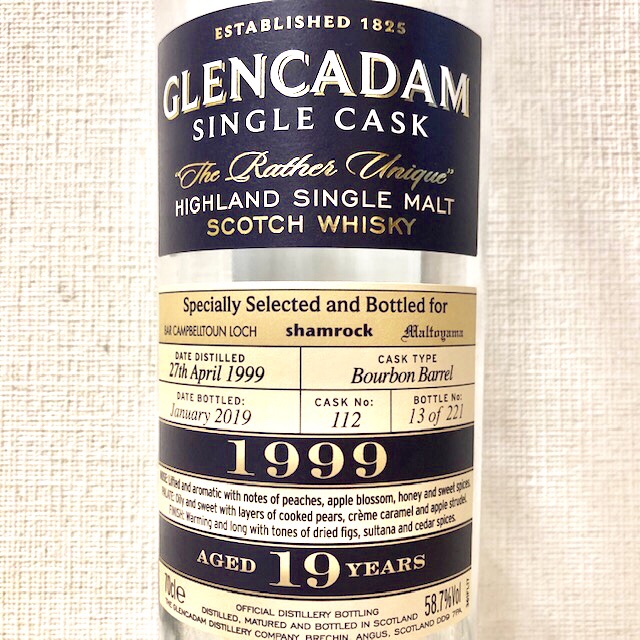 ESTABLISHED 1825
GLENCADAM
SINGLE CASK
"The Rather Unique"
HIGHLAND SINGLE MALT
SCOTCH WHISKY
Specially Selected and Bottled for
BAR CAMPBELLTOUN LOCH shamrock Maltoyama
DATE DISTILLED CASK TYPE
27th April 1999 Bourbon Barrel
DATE BOTTLED: CASK No: BOTTLE No:
January 2019 112 13 of 221
1999
NOSE: Lifted and aromatic with notes of peaches, apple blossom, honey and sweet spices.
PALATE: Oily and sweet with layers of cooked pears, crème caramel and apple strudel.
FINISH: Warming and long with tones of dried figs, sultana and cedar spices.
AGED 19 YEARS
70cl e OFFICIAL DISTILLERY BOTTLING 58.7%Vol
DISTILLED, MATURED AND BOTTLED IN SCOTLAND
THE GLENCADAM DISTILLERY COMPANY, BRECHIN, ANGUS, SCOTLAND DD9 7PA.